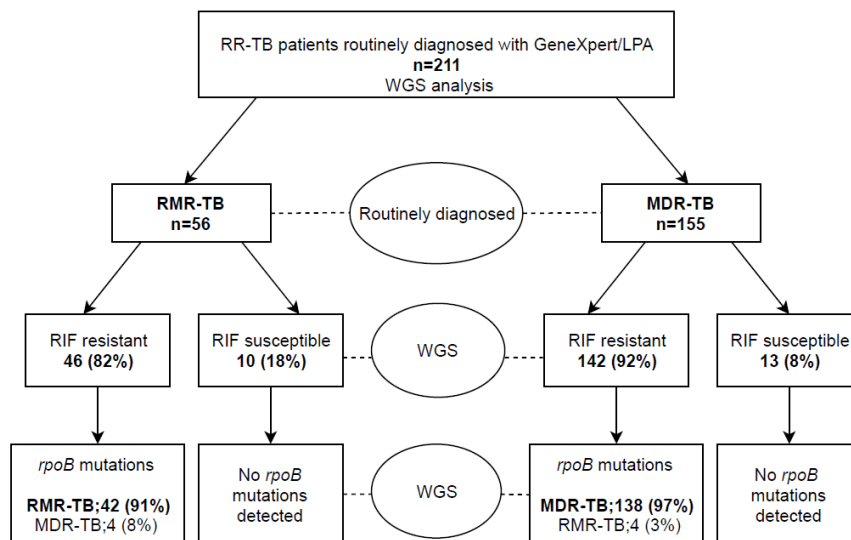 RR-TB patients routinely diagnosed with GeneXpert/LPA
n=211
WGS analysis
RMR-TB
n=56
Routinely diagnosed
MDR-TB
n=155
RIF resistant
46 (82%)
RIF susceptible
10 (18%)
WGS
RIF resistant
142 (92%)
RIF susceptible
13 (8%)
rpoB mutations
RMR-TB;42 (91%)
MDR-TB;4 (8%)
No rpoB
mutations
detected
WGS
rpoB mutations
MDR-TB;138 (97%)
RMR-TB;4 (3%)
No rpoB
mutations
detected